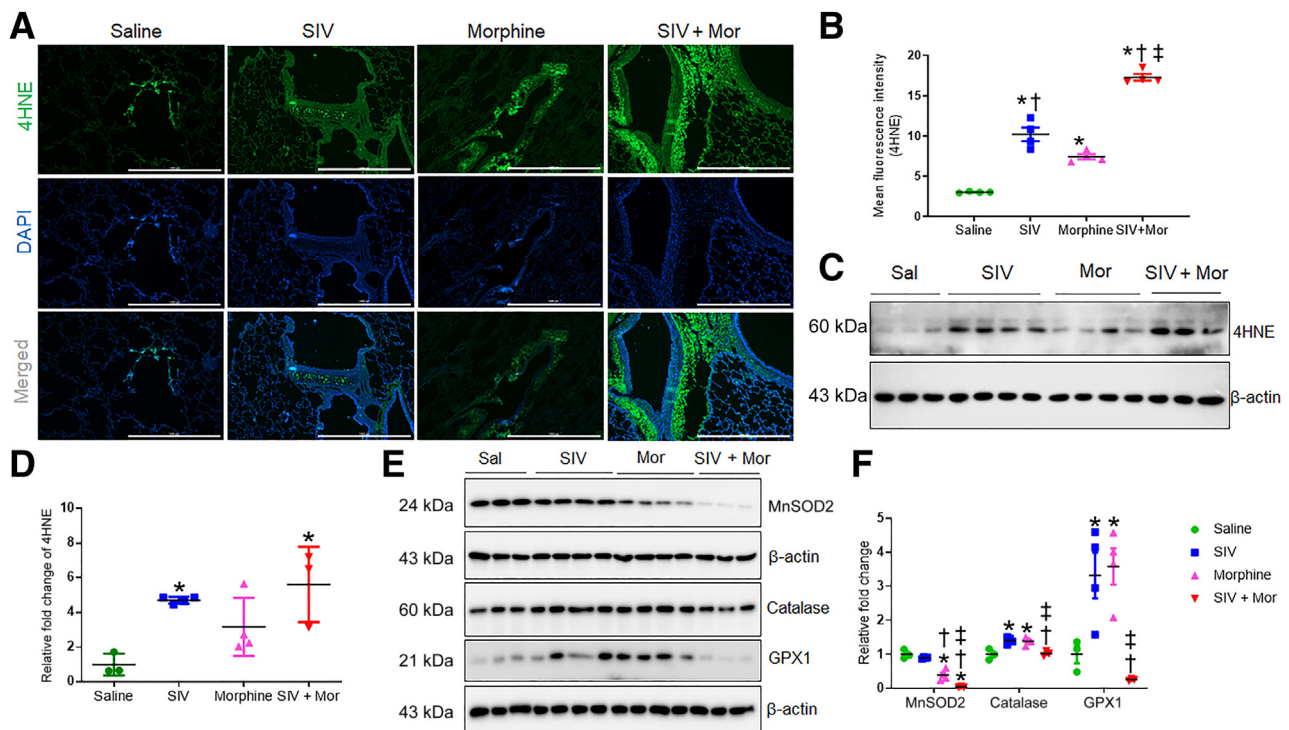 A
Saline SIV Morphine SIV + Mor
4HNE
DAPI
Merged
B
Mean fluorescence intensity
(4HNE)
20
15
10
5
0
* †
*
* † ‡
Saline SIV Morphine SIV+Mor
C
Sal SIV Mor SIV + Mor
60 kDa 4HNE
43 kDa β-actin
D
Relative fold change of 4HNE
10
8
6
4
2
0
*
*
Saline SIV Morphine SIV + Mor
E
Sal SIV Mor SIV + Mor
24 kDa MnSOD2
43 kDa β-actin
60 kDa Catalase
21 kDa GPX1
43 kDa β-actin
F
Relative fold change
5
4
3
2
1
0
† *
‡ † *
* *
‡ †
* *
‡ †
MnSOD2 Catalase GPX1
Saline
SIV
Morphine
SIV + Mor